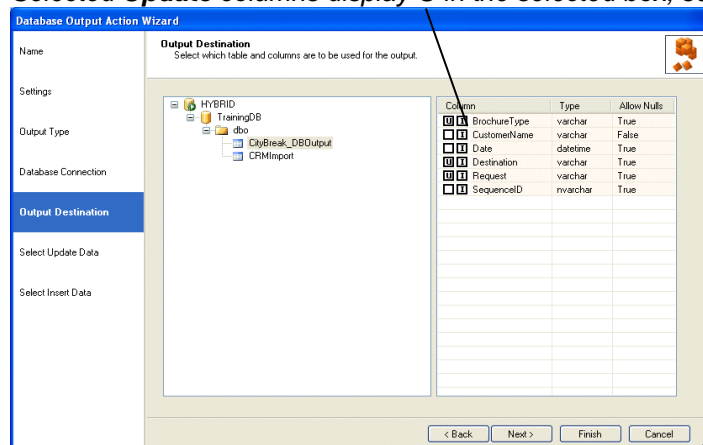 Selected Update columns display U in the selected box, se
Database Output Action Wizard
Name
Output Destination
Select which table and columns are to be used for the output.
Settings
Output Type
Database Connection
Output Destination
Select Update Data
Select Insert Data
HYBRID
TrainingDB
dbo
CityBreak_DBOutput
CRMImport
Column Type Allow Nulls
U I BrochureType varchar True
I CustomerName varchar False
I Date datetime True
U I Destination varchar True
U I Request varchar True
I SequenceID nvarchar True
< Back Next > Finish Cancel